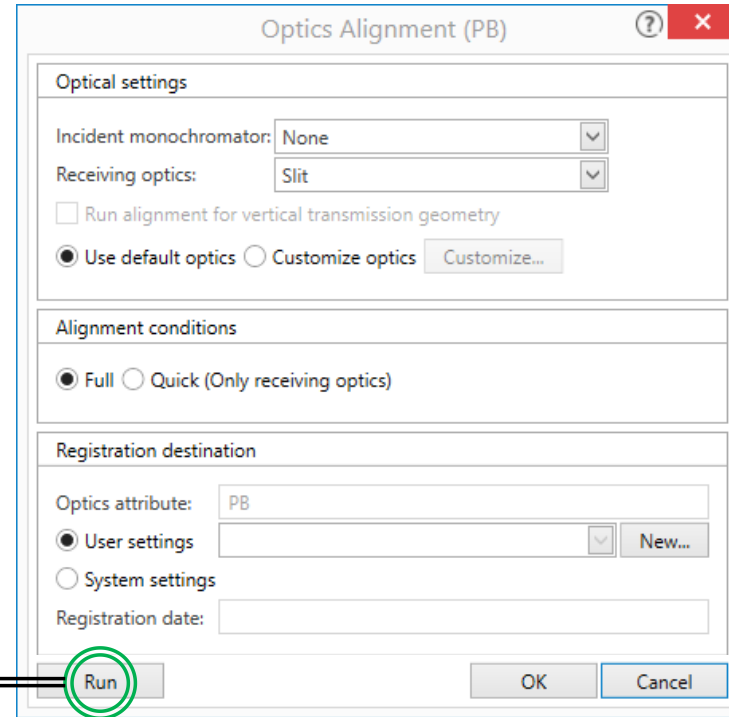 Optics Alignment (PB) ?
Optical settings
Incident monochromator: None
Receiving optics: Slit
Run alignment for vertical transmission geometry
Use default optics Customize optics Customize...
Alignment conditions
Full Quick (Only receiving optics)
Registration destination
Optics attribute: PB
User settings New...
System settings
Registration date:
Run OK Cancel